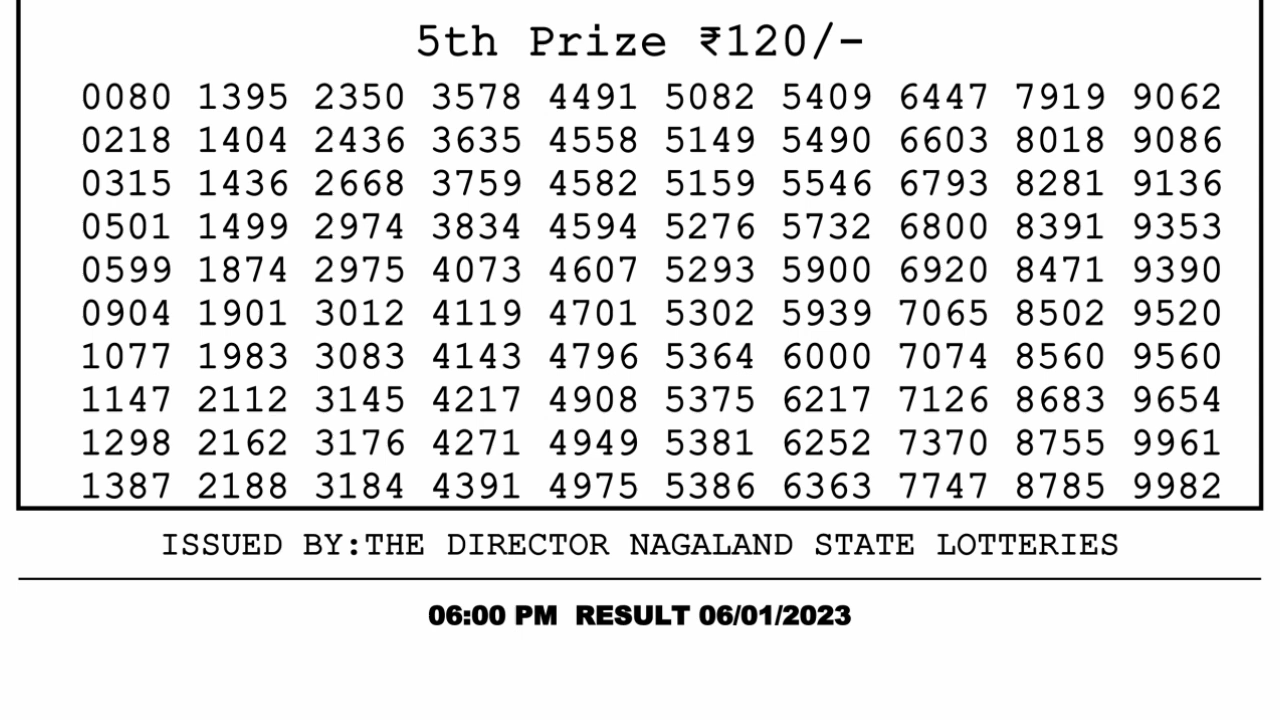 5th Prize ₹120/-
0080 1395 2350 3578 4491 5082 5409 6447 7919 9062
0218 1404 2436 3635 4558 5149 5490 6603 8018 9086
0315 1436 2668 3759 4582 5159 5546 6793 8281 9136
0501 1499 2974 3834 4594 5276 5732 6800 8391 9353
0599 1874 2975 4073 4607 5293 5900 6920 8471 9390
0904 1901 3012 4119 4701 5302 5939 7065 8502 9520
1077 1983 3083 4143 4796 5364 6000 7074 8560 9560
1147 2112 3145 4217 4908 5375 6217 7126 8683 9654
1298 2162 3176 4271 4949 5381 6252 7370 8755 9961
1387 2188 3184 4391 4975 5386 6363 7747 8785 9982
ISSUED BY:THE DIRECTOR NAGALAND STATE LOTTERIES
06:00 PM RESULT 06/01/2023